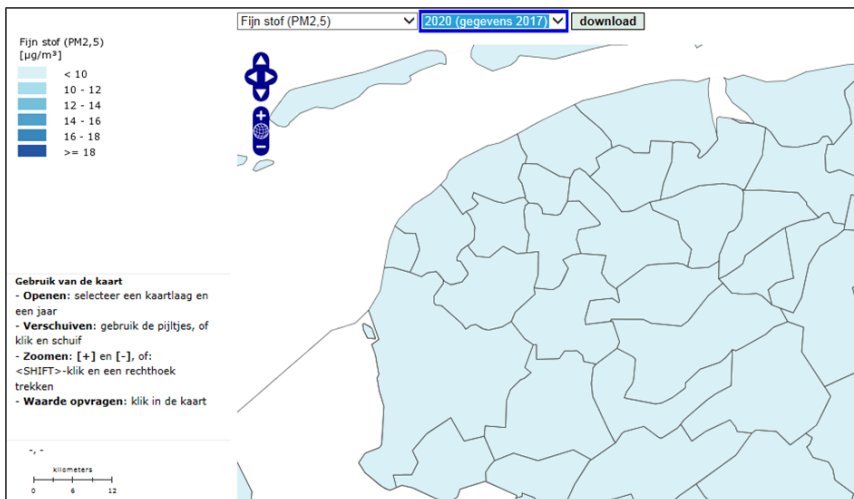 Fijn stof (PM2,5) 2020 (gegevens 2017) download
Fijn stof (PM2,5)
[µg/m³]
< 10
10 - 12
12 - 14
14 - 16
16 - 18
>= 18
Gebruik van de kaart
- Openen: selecteer een kaartlaag en
een jaar
- Verschuiven: gebruik de pijltjes, of
klik en schuif
- Zoomen: [+] en [-], of:
<SHIFT>-klik en een rechthoek
trekken
- Waarde opvragen: klik in de kaart
-, -
kilometers
0 6 12